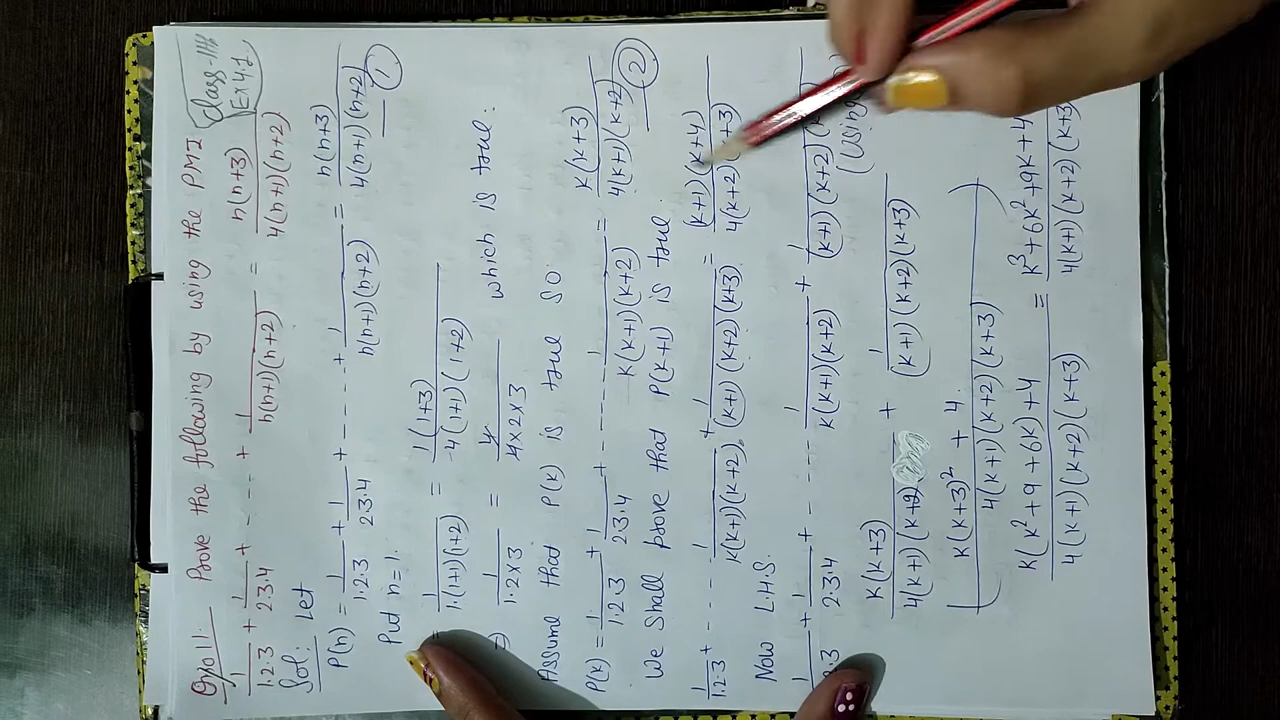 Qno 11. Prove the following by using the PMI
Class-11th
Ex 4.1
1/1.2.3 + 1/2.3.4 + - - - + 1/n(n+1)(n+2) = n(n+3)/4(n+1)(n+2)
Sol: Let
P(n) = 1/1.2.3 + 1/2.3.4 + - - - - - + 1/n(n+1)(n+2) = n(n+3)/4(n+1)(n+2) — ①
Put n=1.
= 1/1.(1+1)(1+2) = 1(1+3)/4(1+1)(1+2)
⇒ 1/1.2×3 = 4/4×2×3 which is true.
Assume that P(k) is true so
P(k) = 1/1.2.3 + 1/2.3.4 + - - - - - - 1/k(k+1)(k+2) = k(k+3)/4(k+1)(k+2) — ②
We shall prove that P(k+1) is true.
1/1.2.3 + - - - 1/k(k+1)(k+2) + 1/(k+1)(k+2)(k+3) = (k+1)(k+4)/4(k+2)(k+3)
Now L.H.S.
.3 + 1/2.3.4 + - - - - 1/k(k+1)(k+2) + 1/(k+1)(k+2)(k
(Using
k(k+3)/4(k+1)(k+2) + 1/(k+1)(k+2)(k+3)
k(k+3)² + 4/4(k+1)(k+2)(k+3)
k(k²+9+6k)+4/4(k+1)(k+2)(k+3) = k³+6k²+9k+4/4(k+1)(k+2)(k+3